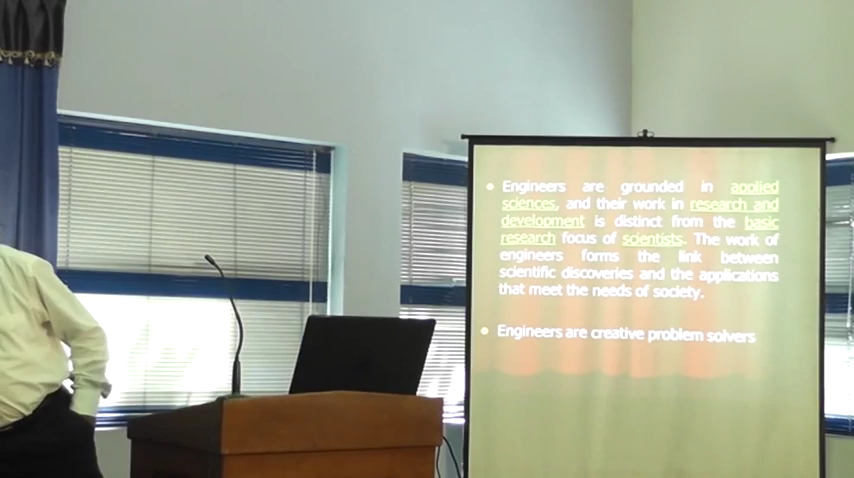 Engineers are grounded in applied
sciences, and their work in research and
development is distinct from the basic
research focus of scientists. The work of
engineers forms the link between
scientific discoveries and the applications
that meet the needs of society.
Engineers are creative problem solvers